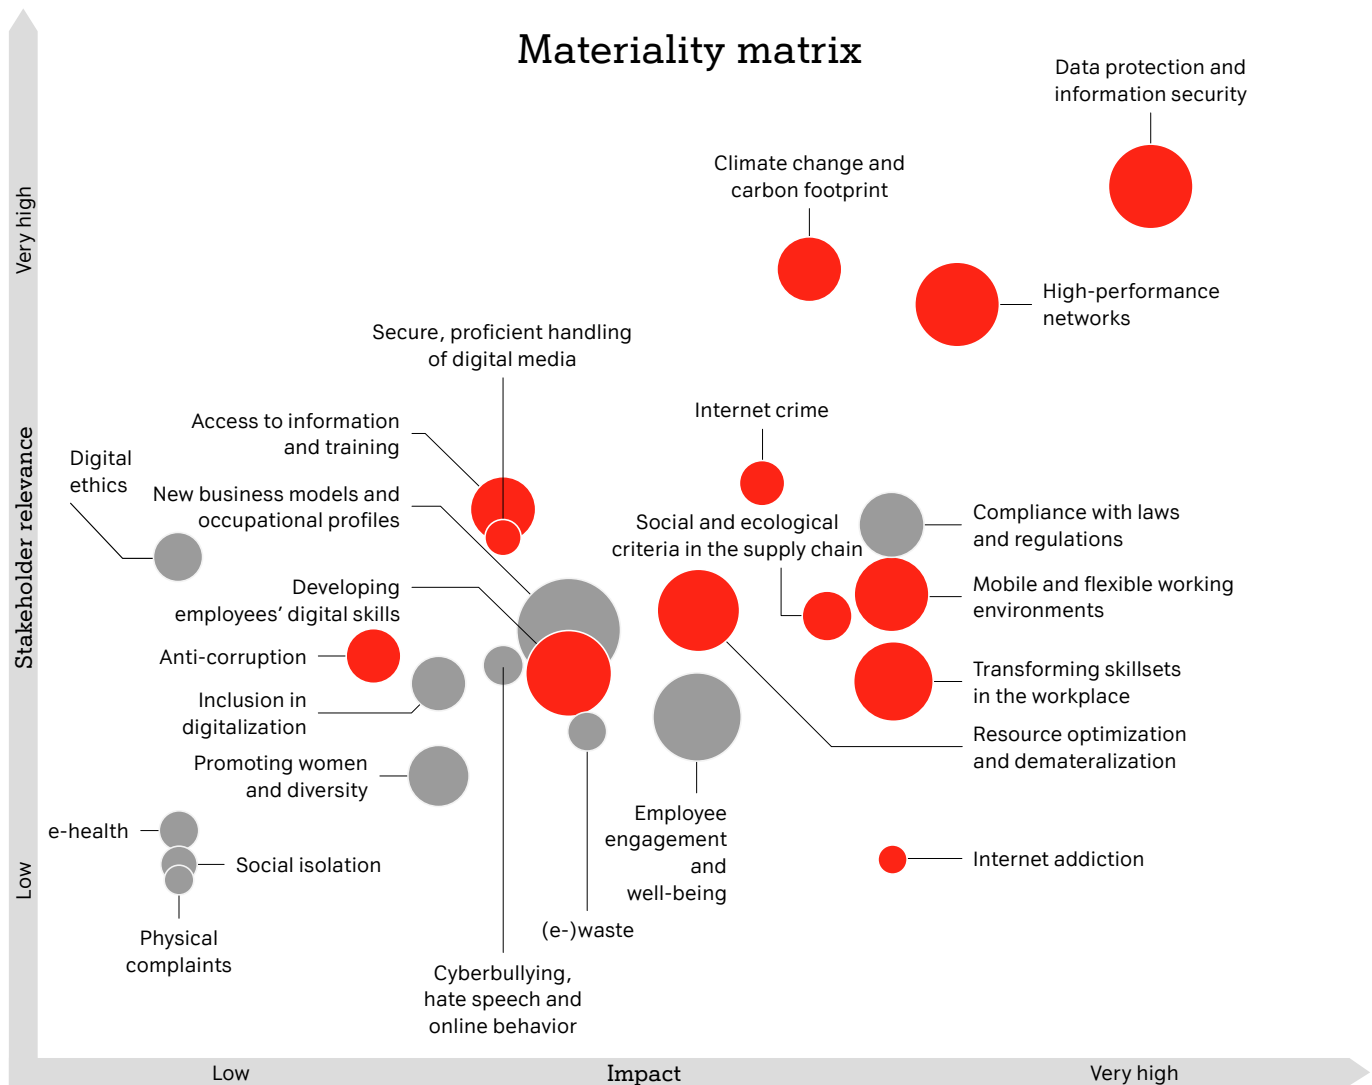 Materiality matrix
Data protection and
information security
Climate change and
carbon footprint
Very high
High-performance
networks
Secure, proficient handling
of digital media
Access to information
and training
Internet crime
Digital
ethics
New business models and
occupational profiles
Social and ecological
criteria in the supply chain
Compliance with laws
and regulations
Stakeholder relevance
Developing
employees’ digital skills
Mobile and flexible working
environments
Anti-corruption
Transforming skillsets
in the workplace
Inclusion in
digitalization
Resource optimization
and demateralization
Promoting women
and diversity
Employee
engagement
and
well-being
e-health
Social isolation
Internet addiction
Low
Physical
complaints
(e-)waste
Cyberbullying,
hate speech and
online behavior
Low
Impact
Very high